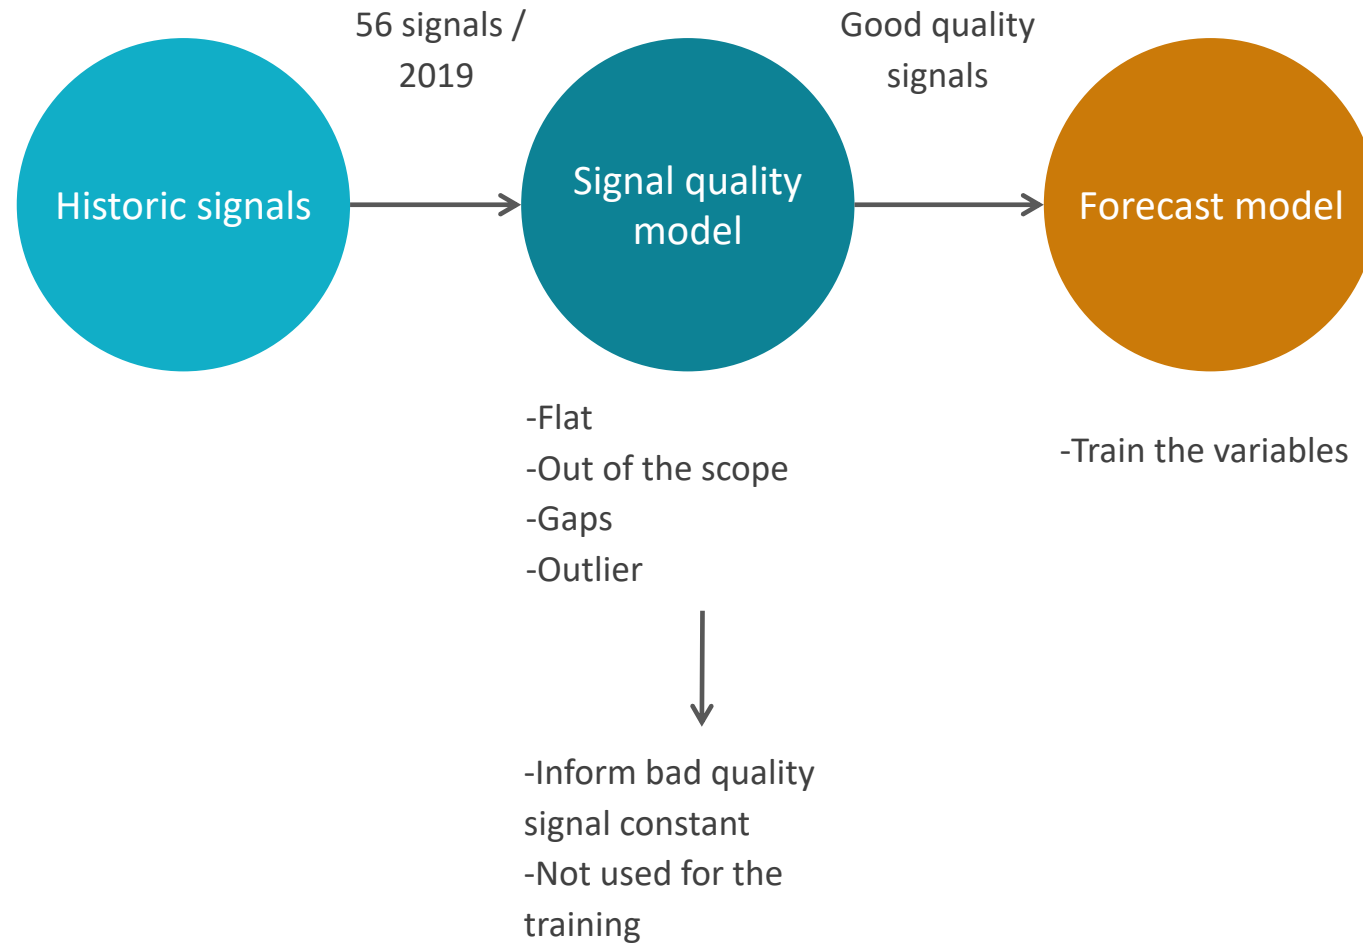 56 signals /
2019
Good quality
signals
Historic signals
Signal quality
model
Forecast model
-Flat
-Out of the scope
-Gaps
-Outlier
-Train the variables
-Inform bad quality
signal constant
-Not used for the
training